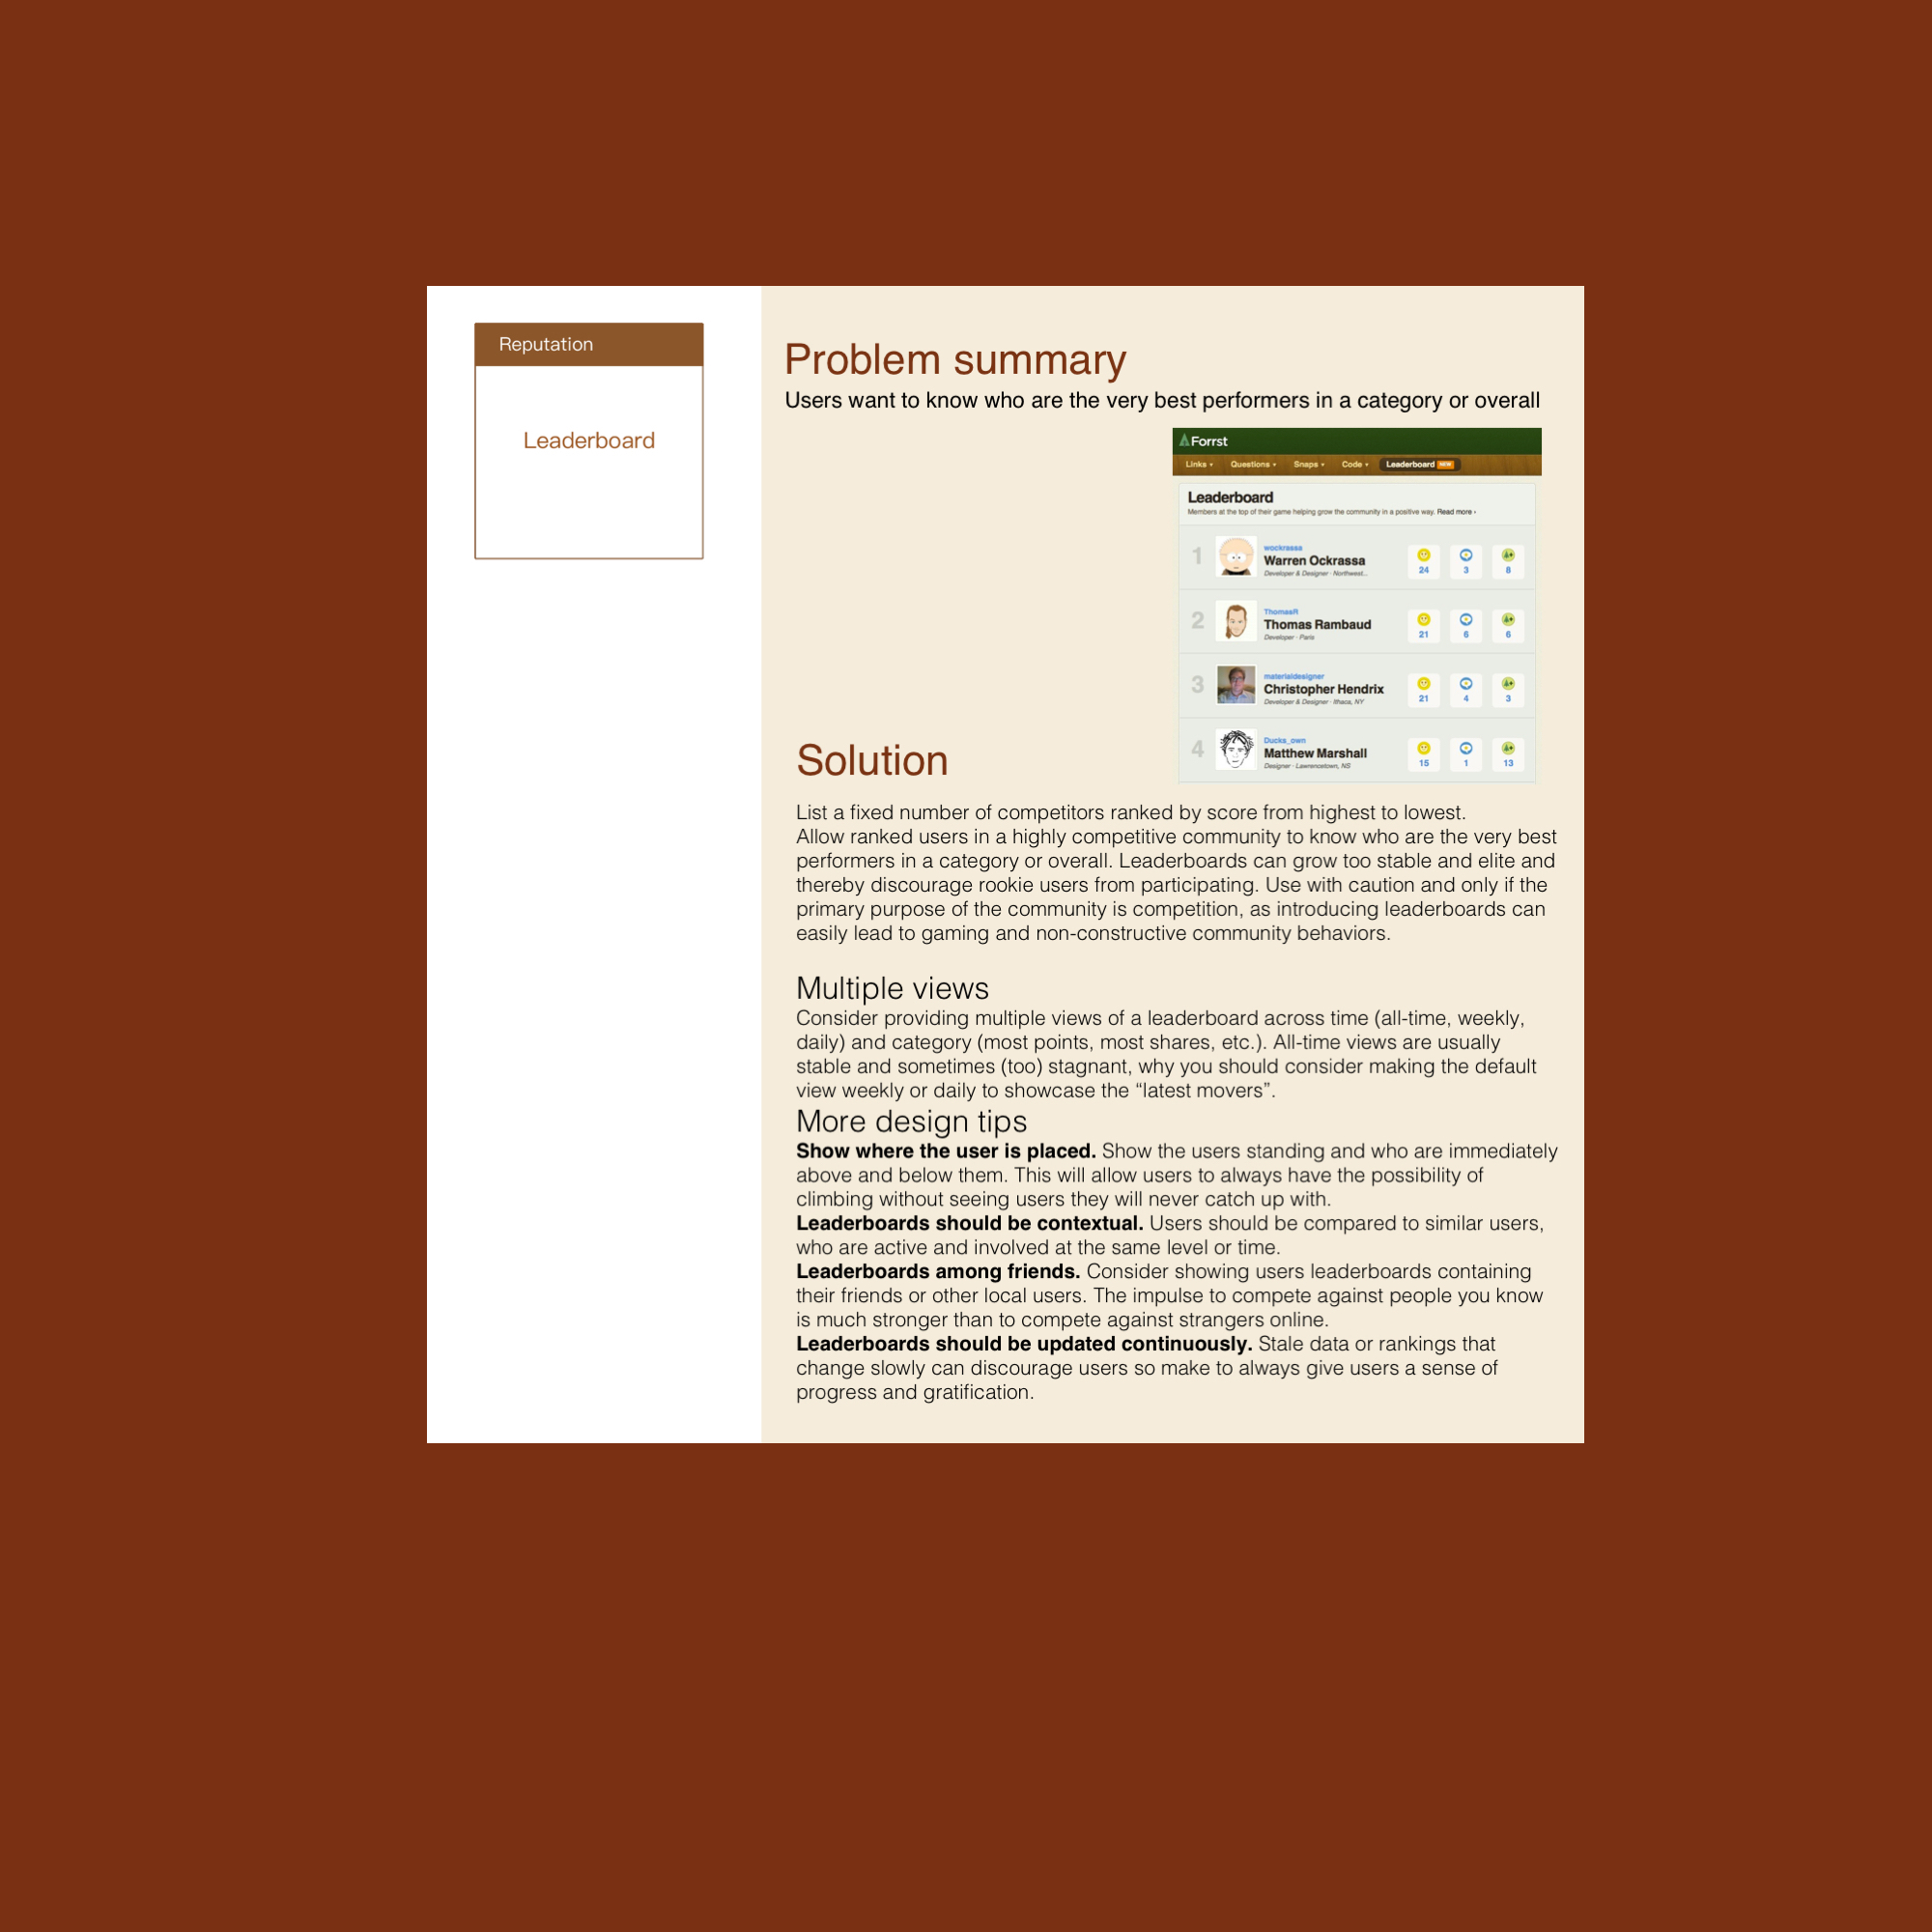 Reputation
Leaderboard
Problem summary
Users want to know who are the very best performers in a category or overall
Forrst
Links Questions Snaps Code Leaderboard NEW
Leaderboard
Members at the top of their game helping grow the community in a positive way. Read more ›
1
wockrassa
Warren Ockrassa
Developer & Designer · Northwest...
24 3 8
2
ThomasR
Thomas Rambaud
Developer · Paris
21 6 6
3
materialdesigner
Christopher Hendrix
Developer & Designer · Ithaca, NY
21 4 3
4
Ducks_own
Matthew Marshall
Designer · Lawrencetown, NS
15 1 13
Solution
List a fixed number of competitors ranked by score from highest to lowest.
Allow ranked users in a highly competitive community to know who are the very best
performers in a category or overall. Leaderboards can grow too stable and elite and
thereby discourage rookie users from participating. Use with caution and only if the
primary purpose of the community is competition, as introducing leaderboards can
easily lead to gaming and non-constructive community behaviors.
Multiple views
Consider providing multiple views of a leaderboard across time (all-time, weekly,
daily) and category (most points, most shares, etc.). All-time views are usually
stable and sometimes (too) stagnant, why you should consider making the default
view weekly or daily to showcase the “latest movers”.
More design tips
Show where the user is placed. Show the users standing and who are immediately
above and below them. This will allow users to always have the possibility of
climbing without seeing users they will never catch up with.
Leaderboards should be contextual. Users should be compared to similar users,
who are active and involved at the same level or time.
Leaderboards among friends. Consider showing users leaderboards containing
their friends or other local users. The impulse to compete against people you know
is much stronger than to compete against strangers online.
Leaderboards should be updated continuously. Stale data or rankings that
change slowly can discourage users so make to always give users a sense of
progress and gratification.